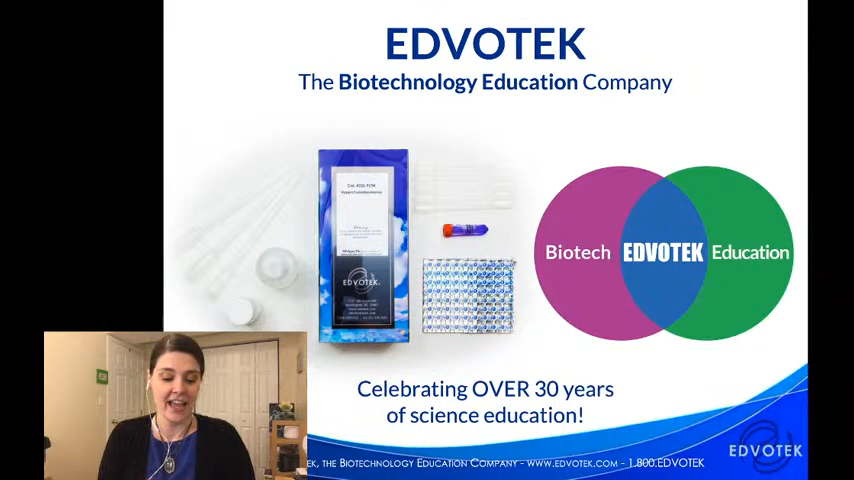 EDVOTEK
The Biotechnology Education Company
EDVOTEK
Biotech
EDVOTEK
Education
Celebrating OVER 30 years
of science education!
EK, THE BIOTECHNOLOGY EDUCATION COMPANY - WWW.EDVOTEK.COM - 1.800.EDVOTEK
EDVOTEK